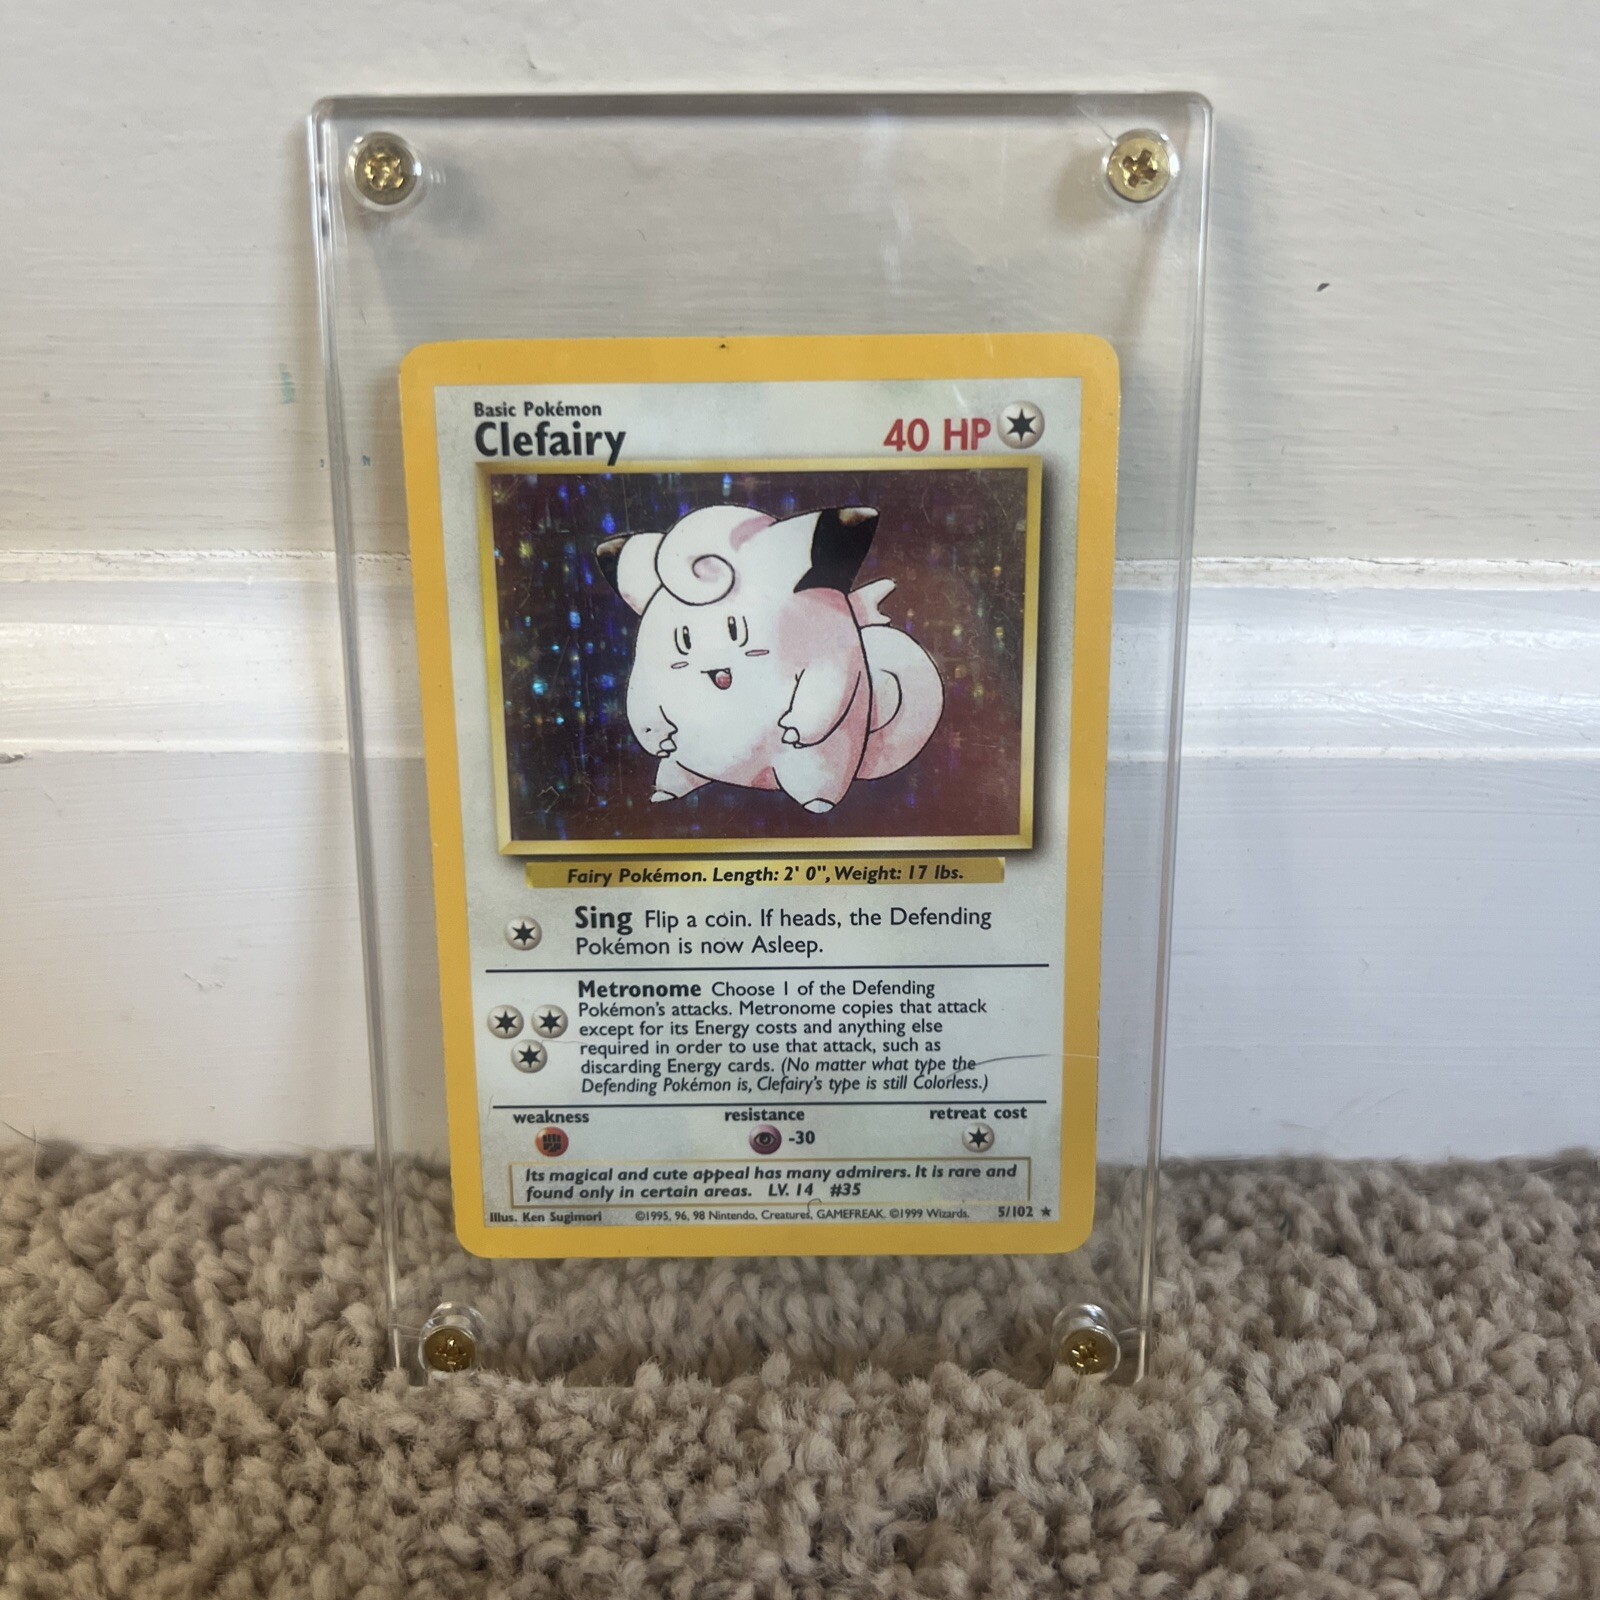 Basic Pokémon
Clefairy
40 HP
Fairy Pokémon. Length: 2' 0", Weight: 17 lbs.
Sing Flip a coin. If heads, the Defending
Pokémon is now Asleep.
Metronome Choose 1 of the Defending
Pokémon's attacks. Metronome copies that attack
except for its Energy costs and anything else
required in order to use that attack, such as
discarding Energy cards. (No matter what type the
Defending Pokémon is, Clefairy's type is still Colorless.)
weakness
resistance
retreat cost
-30
Its magical and cute appeal has many admirers. It is rare and
found only in certain areas. LV. 14 #35
Illus. Ken Sugimori ©1995, 96, 98 Nintendo, Creatures, GAMEFREAK. ©1999 Wizards. 5/102 ★